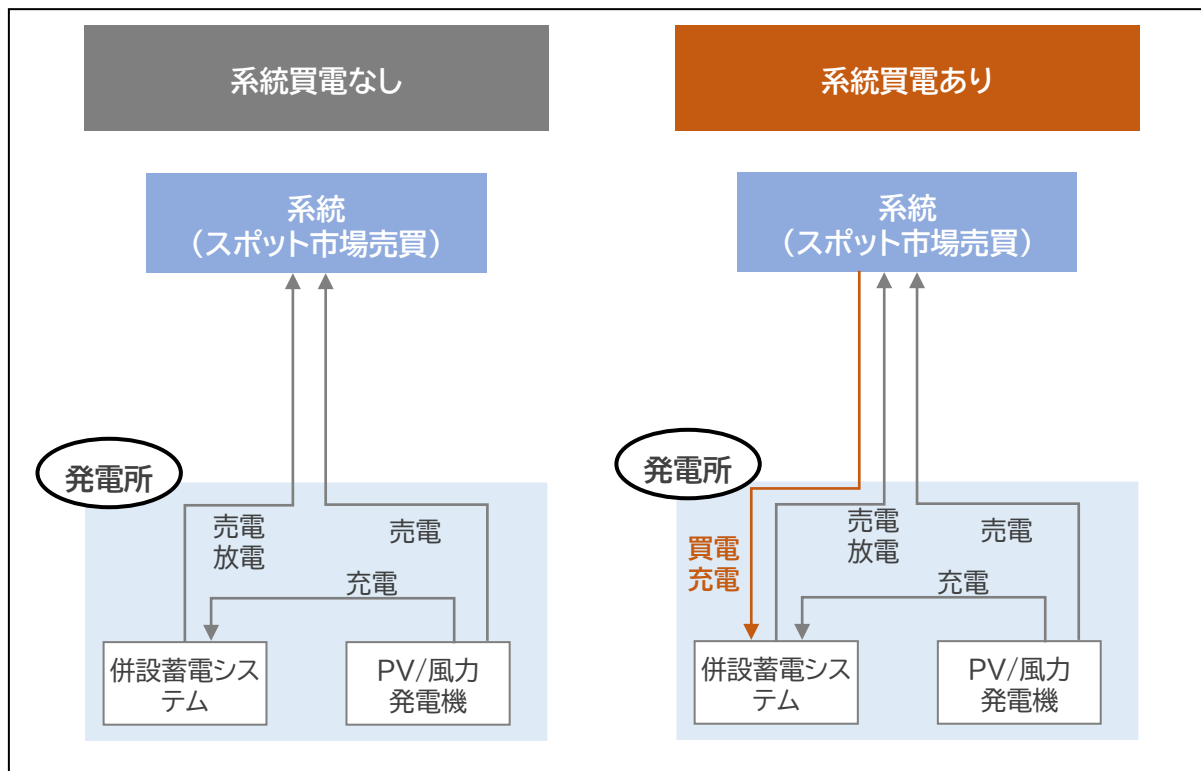 系統買電なし
系統
（スポット市場売買）
発電所
売電
放電
売電
充電
併設蓄電シス
テム
PV/風力
発電機
系統買電あり
系統
（スポット市場売買）
発電所
買電
充電
売電
放電
売電
充電
併設蓄電シス
テム
PV/風力
発電機